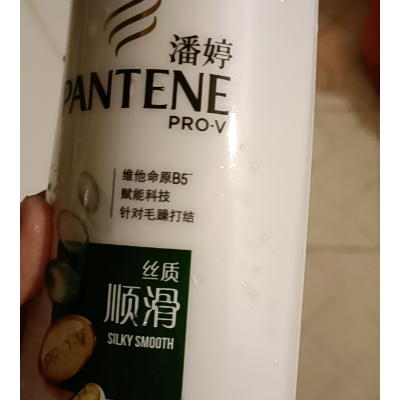 潘婷
PANTENE
PRO-V
维他命原B5
赋能科技
针对毛躁打结
丝质
顺滑
SILKY SMOOTH
PRO-V